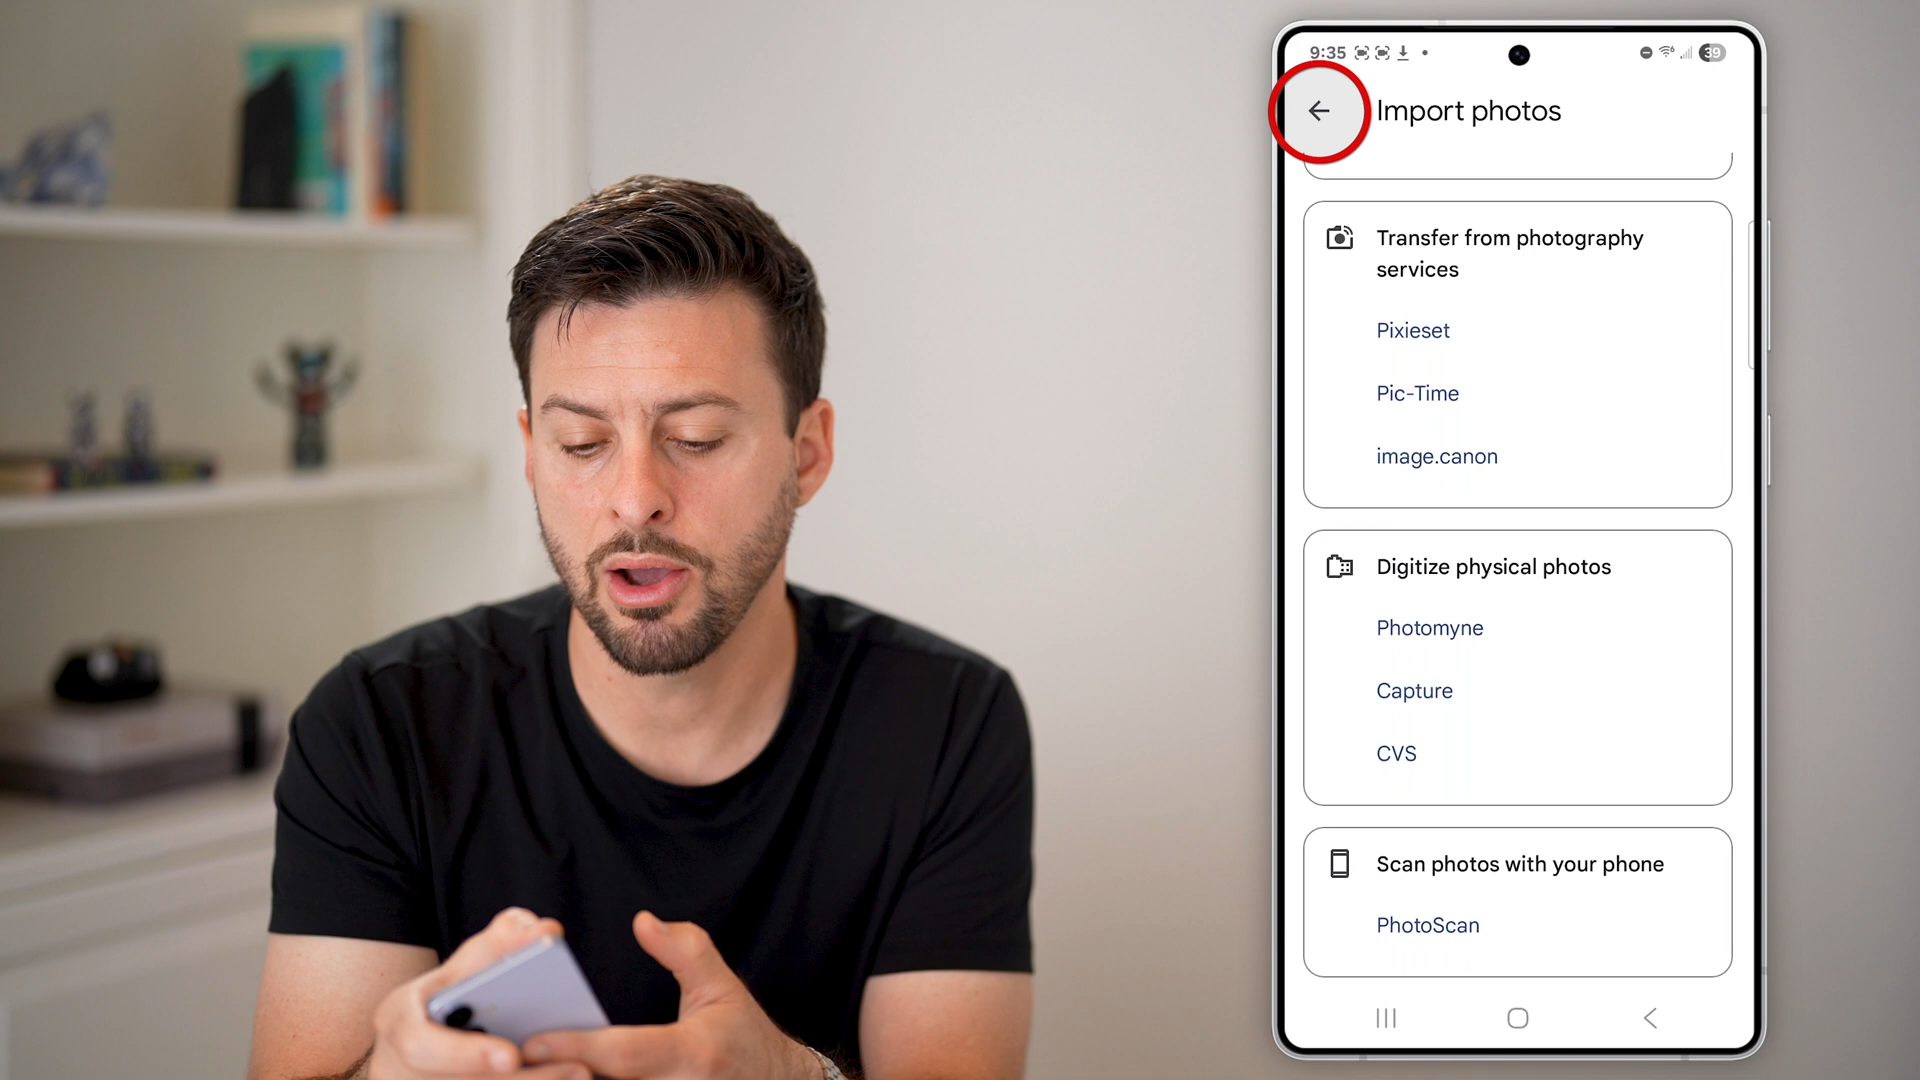 9:35
39
Import photos
Transfer from photography
services
Pixieset
Pic-Time
image.canon
Digitize physical photos
Photomyne
Capture
CVS
Scan photos with your phone
PhotoScan